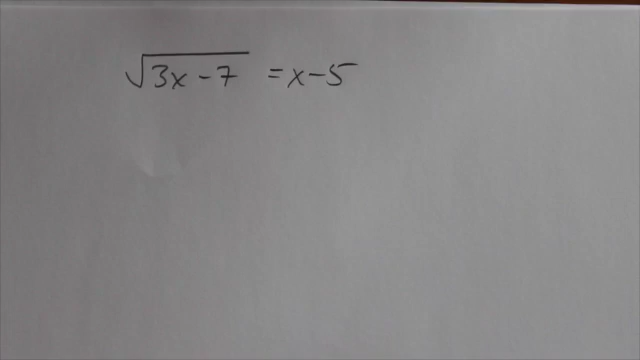 √(3x-7) = x-5